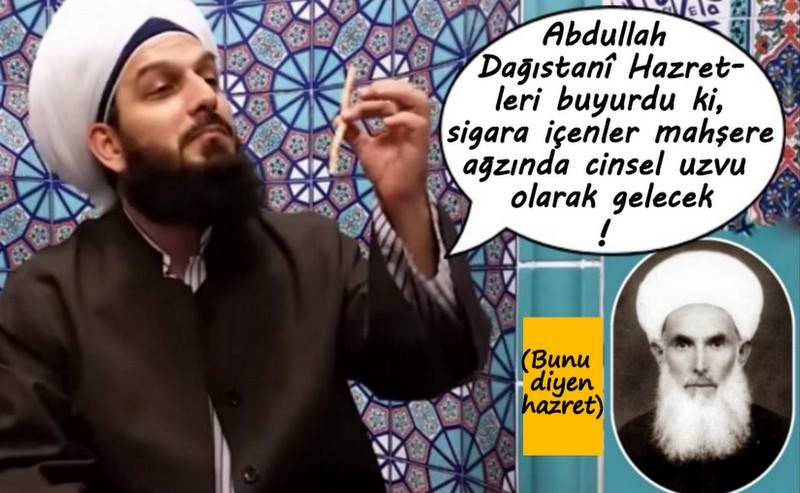 Abdullah
Dağıstanî Hazret-
leri buyurdu ki,
sigara içenler mahşere
ağzında cinsel uzvu
olarak gelecek
!
(Bunu
diyen
hazret)